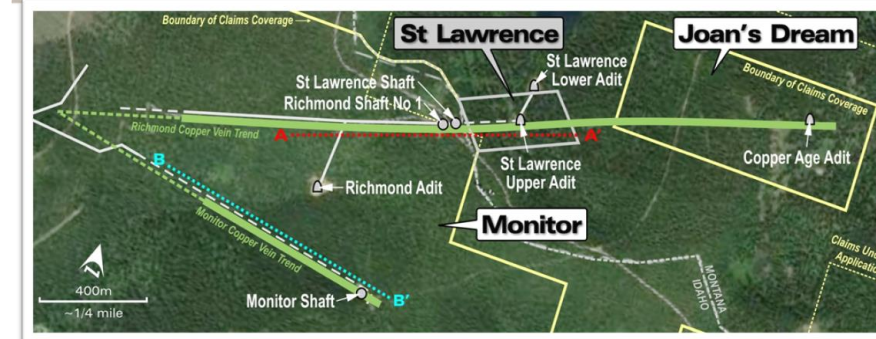 Boundary of Claims Coverage
St Lawrence
Joan's Dream
St Lawrence
Lower Adit
Boundary of Claims Coverage
St Lawrence Shaft
Richmond Shaft No 1
Richmond Copper Vein Trend
A
A'
St Lawrence
Upper Adit
Copper Age Adit
B
Richmond Adit
Monitor
Monitor Copper Vein Trend
Claims Un
Application
400m
~1/4 mile
Monitor Shaft
B'
MONTANA
IDAHO